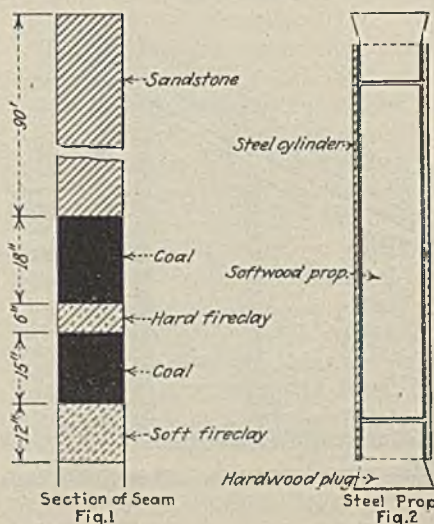 90'
Sandstone
18"
Coal
6"
Hard fireclay
15"
Coal
12"
Soft fireclay
Section of Seam
Fig.1
Steel cylinder
Softwood prop.
Hardwood plug
Steel Prop
Fig.2